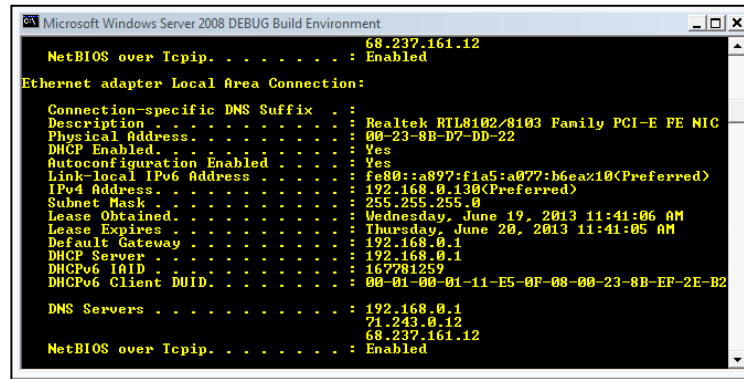 Microsoft Windows Server 2008 DEBUG Build Environment
68.237.161.12
NetBIOS over Tcpip. . . . . . . . : Enabled
Ethernet adapter Local Area Connection:
Connection-specific DNS Suffix  . :
Description . . . . . . . . . . . : Realtek RTL8102/8103 Family PCI-E FE NIC
Physical Address. . . . . . . . . : 00-23-8B-D7-DD-22
DHCP Enabled. . . . . . . . . . . : Yes
Autoconfiguration Enabled . . . . : Yes
Link-local IPv6 Address . . . . . : fe80::a897:f1a5:a077:b6ea%10(Preferred)
IPv4 Address. . . . . . . . . . . : 192.168.0.130(Preferred)
Subnet Mask . . . . . . . . . . . : 255.255.255.0
Lease Obtained. . . . . . . . . . : Wednesday, June 19, 2013 11:41:06 AM
Lease Expires . . . . . . . . . . : Thursday, June 20, 2013 11:41:05 AM
Default Gateway . . . . . . . . . : 192.168.0.1
DHCP Server . . . . . . . . . . . : 192.168.0.1
DHCPv6 IAID . . . . . . . . . . . : 167781259
DHCPv6 Client DUID. . . . . . . . : 00-01-00-01-11-E5-0F-08-00-23-8B-EF-2E-B2
DNS Servers . . . . . . . . . . . : 192.168.0.1
71.243.0.12
68.237.161.12
NetBIOS over Tcpip. . . . . . . . : Enabled